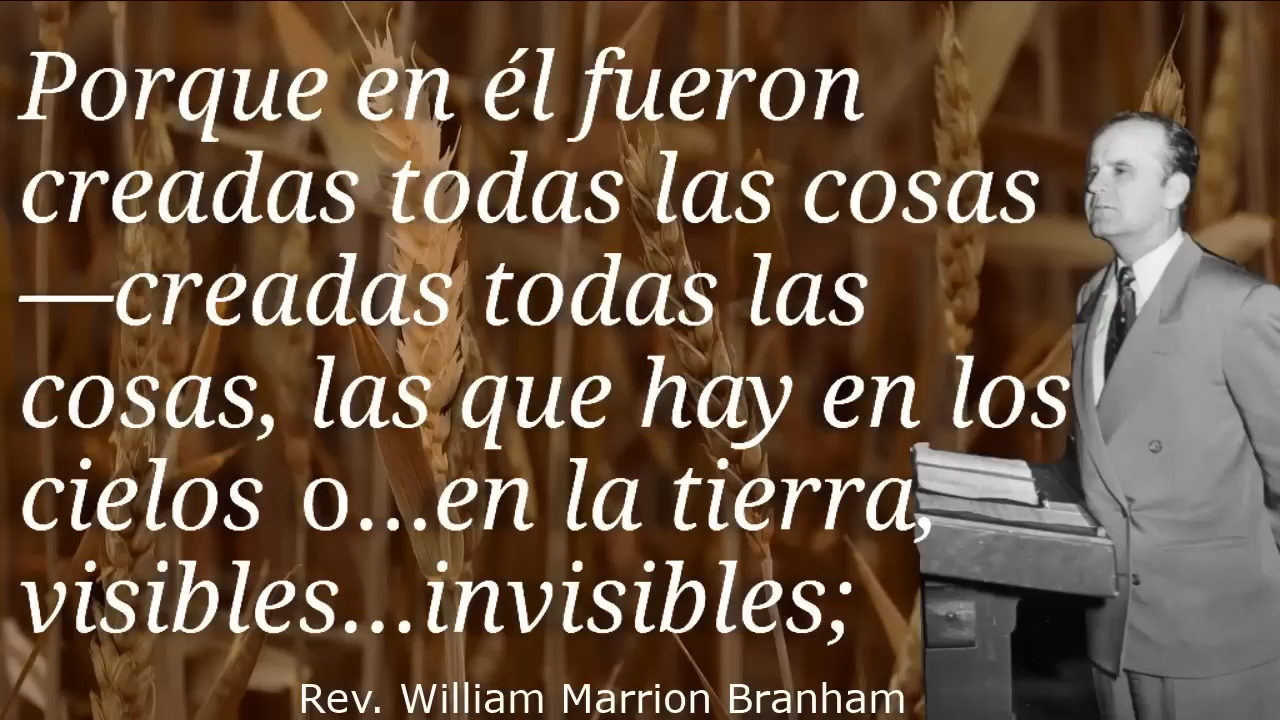 Porque en él fueron
creadas todas las cosas
—creadas todas las
cosas, las que hay en los
cielos o...en la tierra,
visibles...invisibles;
Rev. William Marrion Branham